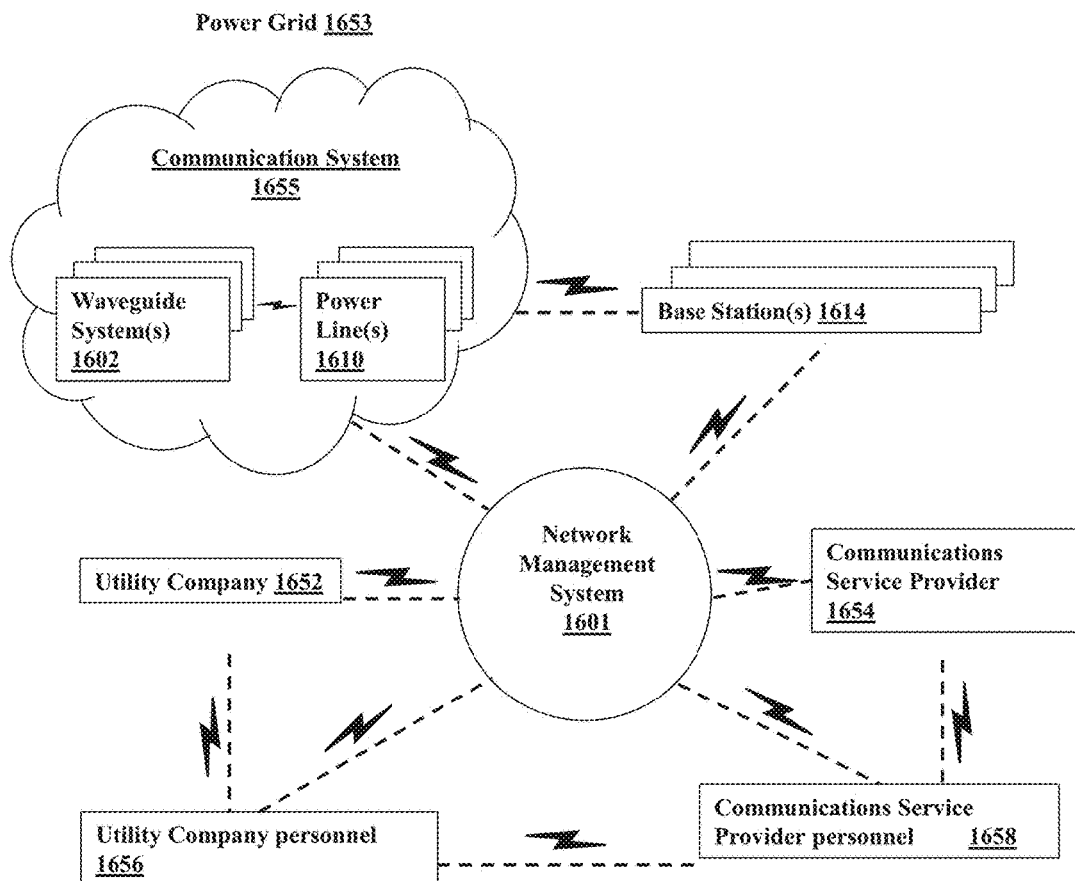 Power Grid 1653
Communication System
1655
Waveguide
System(s)
1602
Power
Line(s)
1610
Base Station(s) 1614
Network
Management
System
1601
Utility Company 1652
Communications
Service Provider
1654
Utility Company personnel
1656
Communications Service
Provider personnel 1658